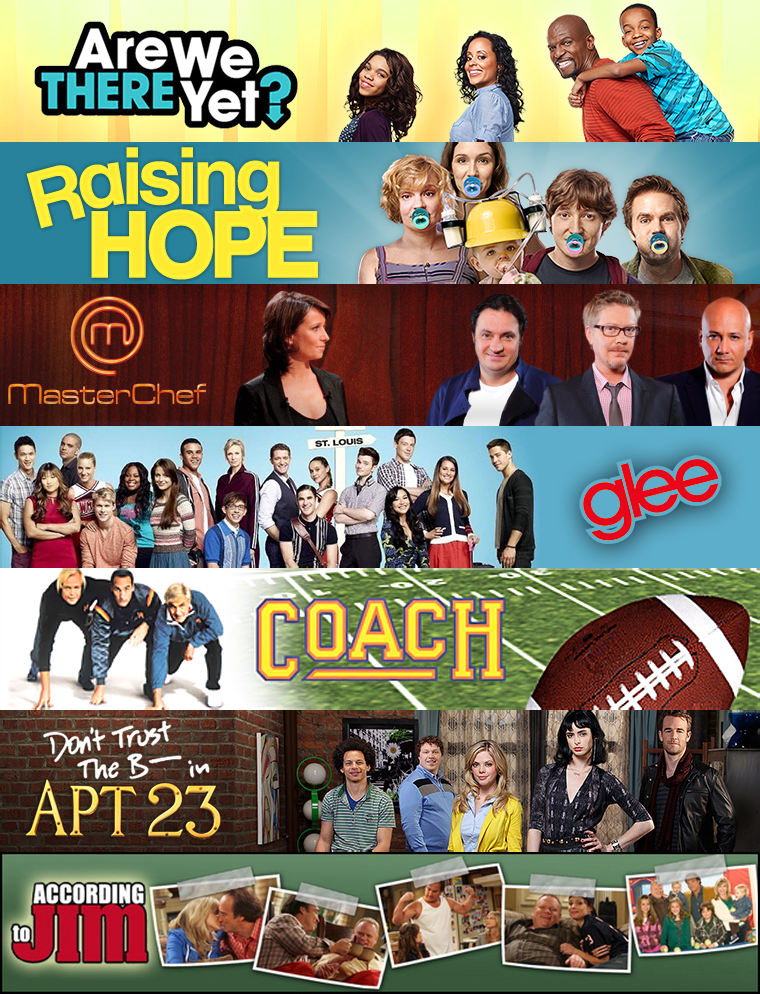 Are We
THERE Yet?
Raising
HOPE
m
MasterChef
ST. LOUIS
glee
COACH
Don't Trust
The B— in
APT 23
ACCORDING
to JIM